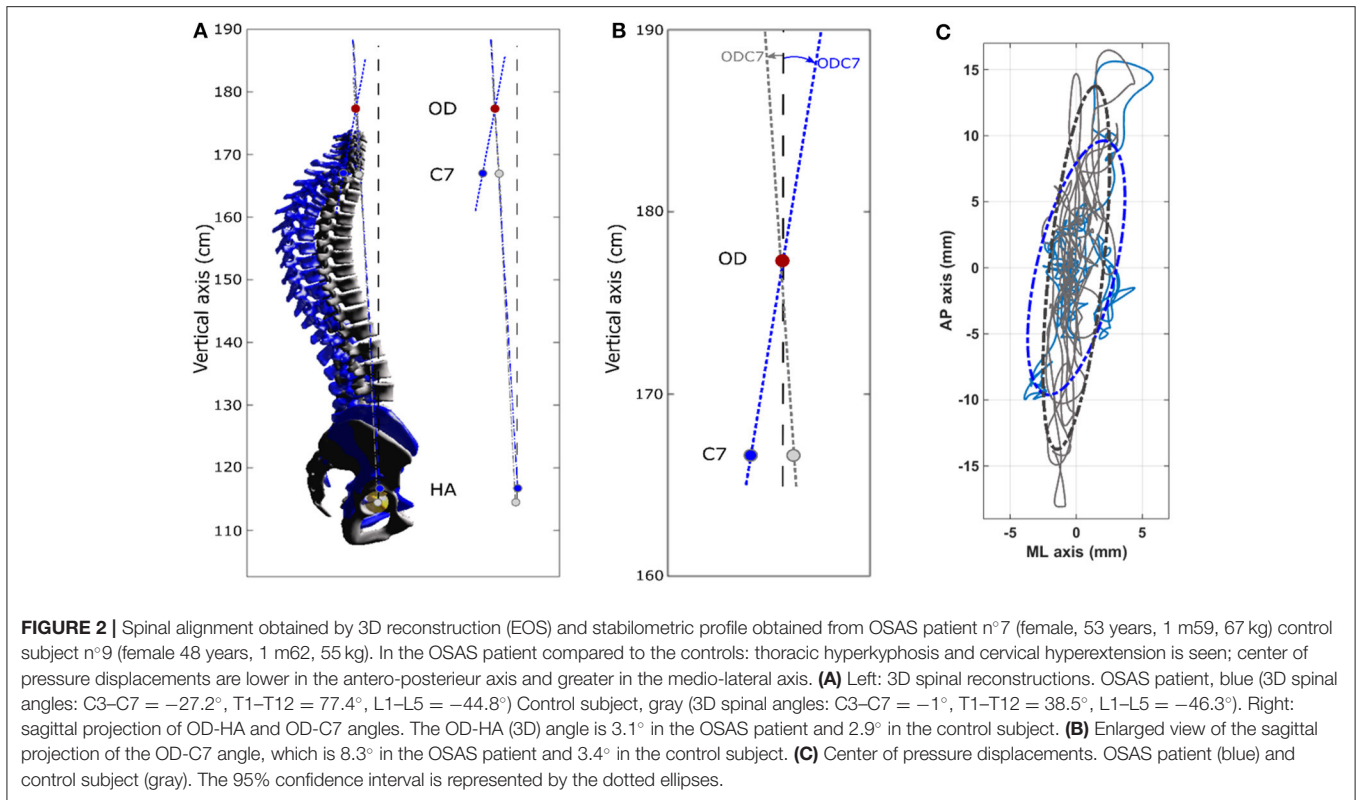 A
190
180
170
160
150
140
130
120
110
Vertical axis (cm)
OD
C7
HA
B
190
180
170
160
Vertical axis (cm)
ODC7
ODC7
OD
C7
C
15
10
5
0
-5
-10
-15
AP axis (mm)
-5 0 5
ML axis (mm)
FIGURE 2 | Spinal alignment obtained by 3D reconstruction (EOS) and stabilometric profile obtained from OSAS patient n°7 (female, 53 years, 1 m59, 67 kg) control
subject n°9 (female 48 years, 1 m62, 55 kg). In the OSAS patient compared to the controls: thoracic hyperkyphosis and cervical hyperextension is seen; center of
pressure displacements are lower in the antero-posterieur axis and greater in the medio-lateral axis. (A) Left: 3D spinal reconstructions. OSAS patient, blue (3D spinal
angles: C3–C7 = −27.2°, T1–T12 = 77.4°, L1–L5 = −44.8°) Control subject, gray (3D spinal angles: C3–C7 = −1°, T1–T12 = 38.5°, L1–L5 = −46.3°). Right:
sagittal projection of OD-HA and OD-C7 angles. The OD-HA (3D) angle is 3.1° in the OSAS patient and 2.9° in the control subject. (B) Enlarged view of the sagittal
projection of the OD-C7 angle, which is 8.3° in the OSAS patient and 3.4° in the control subject. (C) Center of pressure displacements. OSAS patient (blue) and
control subject (gray). The 95% confidence interval is represented by the dotted ellipses.